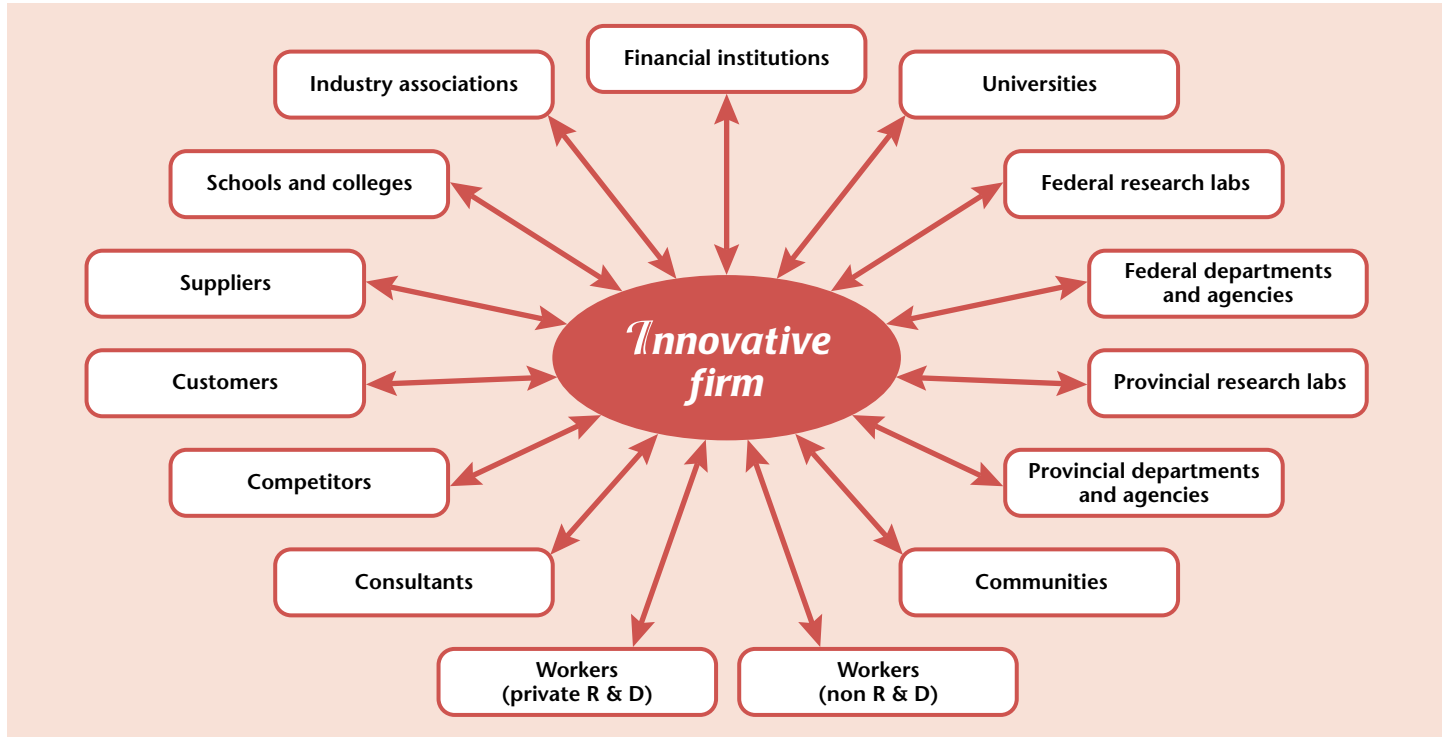 Financial institutions
Industry associations
Universities
Schools and colleges
Federal research labs
Suppliers
Federal departments
and agencies
Innovative
firm
Customers
Provincial research labs
Competitors
Provincial departments
and agencies
Consultants
Communities
Workers
(private R & D)
Workers
(non R & D)